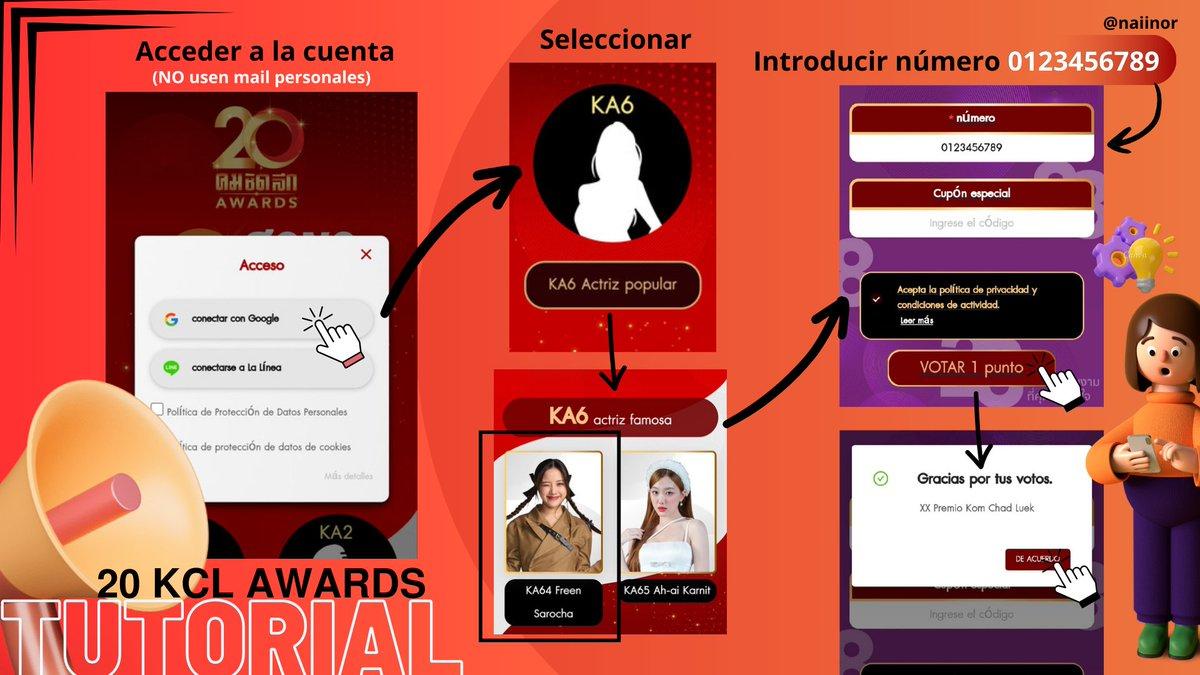 @naiinor
Acceder a la cuenta
(NO usen mail personales)
20
คมชัดลึก
AWARDS
Acceso
conectar con Google
LINE
conectarse a La Línea
Política de Protección de Datos Personales
tica de protección de datos de cookies
Más detalles
KA2
20 KCL AWARDS
TUTORIAL
Seleccionar
KA6
KA6 Actriz popular
KA6 actriz famosa
KA64 Freen
Sarocha
KA65 Ah-ai Karnit
Introducir número 0123456789
* número
0123456789
Cupón especial
Ingrese el código
Acepta la política de privacidad y
condiciones de actividad.
Leer más
VOTAR 1 punto
Gracias por tus votos.
XX Premio Kom Chad Luek
DE ACUERDO
Cupón especial
Ingrese el código